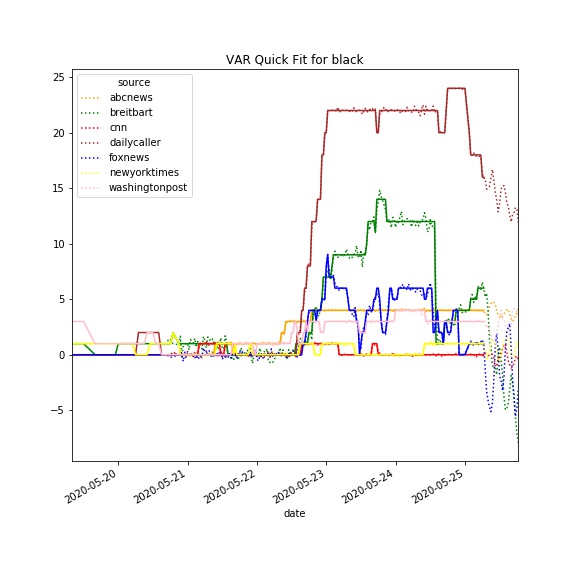 VAR Quick Fit for black
source
abcnews
breitbart
cnn
dailycaller
foxnews
newyorktimes
washingtonpost
25
20
15
10
5
0
−5
2020-05-20
2020-05-21
2020-05-22
2020-05-23
2020-05-24
2020-05-25
date